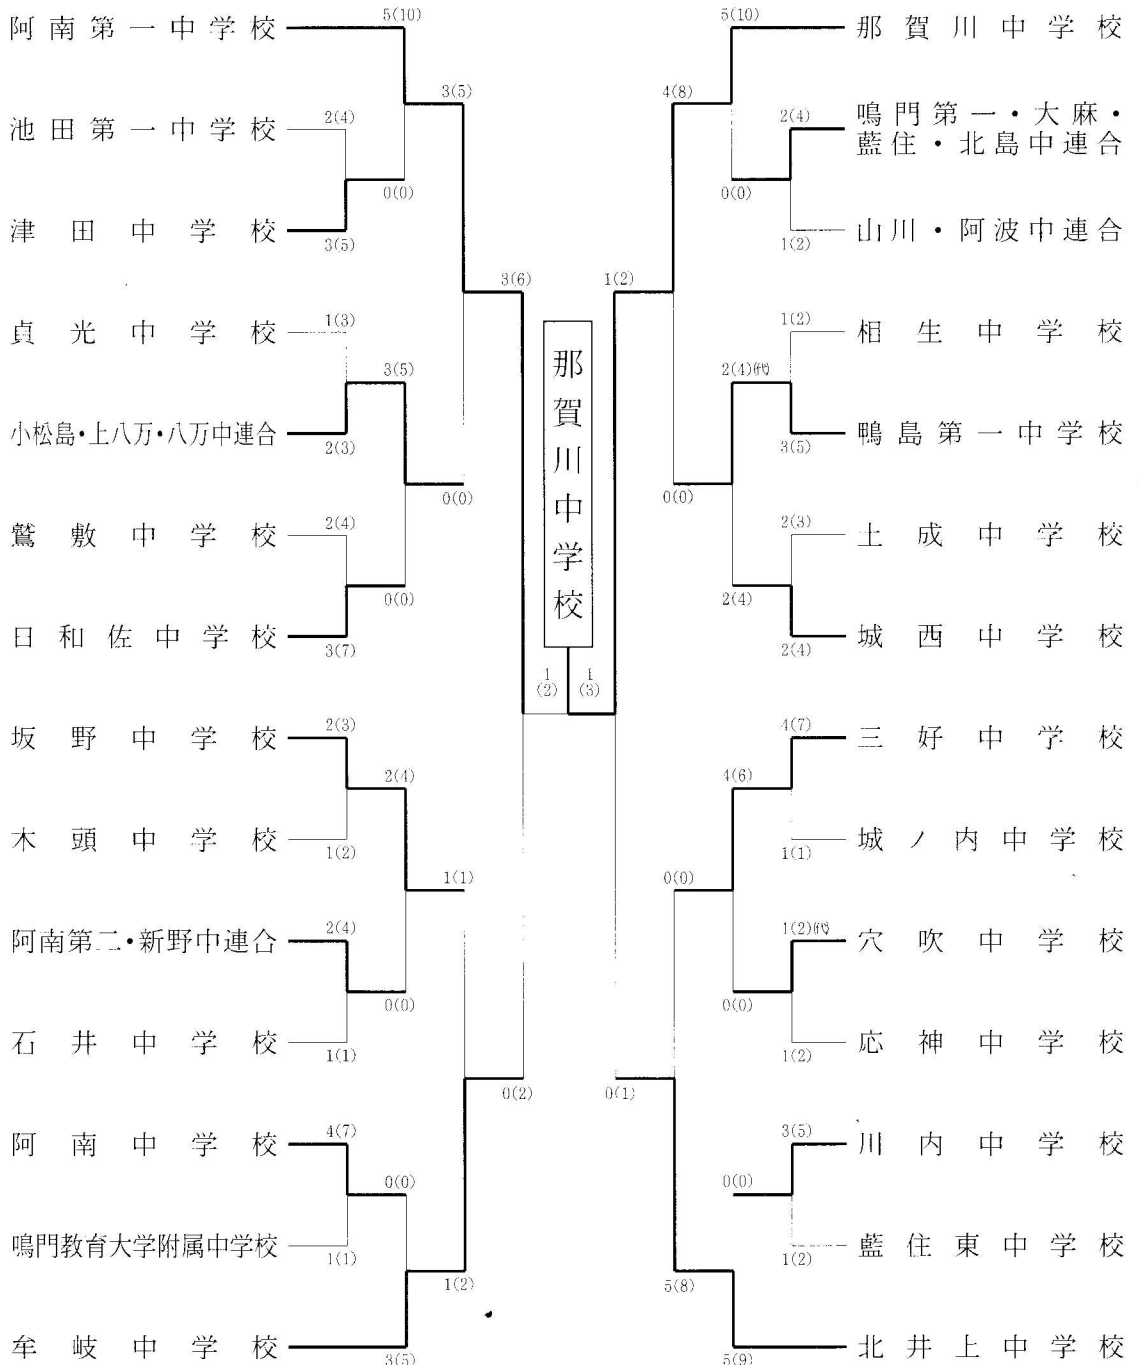 阿南第一中学校
5(10)
3(5)
池田第一中学校
2(4)
0(0)
津田中学校
3(5)
3(6)
貞光中学校
1(3)
3(5)
小松島・上八万・八万中連合
2(3)
0(0)
鷲敷中学校
2(4)
0(0)
日和佐中学校
3(7)
坂野中学校
2(3)
2(4)
木頭中学校
1(2)
1(1)
阿南第二・新野中連合
2(4)
0(0)
石井中学校
1(1)
0(2)
阿南中学校
4(7)
0(0)
鳴門教育大学附属中学校
1(1)
1(2)
牟岐中学校
3(5)
那賀川中学校
1
(2)
1
(3)
5(10)
那賀川中学校
4(8)
2(4)
鳴門第一・大麻・
藍住・北島中連合
0(0)
1(2)
山川・阿波中連合
1(2)
1(2)
相生中学校
2(4)代
3(5)
鴨島第一中学校
0(0)
2(3)
土成中学校
2(4)
2(4)
城西中学校
4(7)
三好中学校
4(6)
1(1)
城ノ内中学校
0(0)
1(2)代
穴吹中学校
0(0)
1(2)
応神中学校
0(1)
3(5)
川内中学校
0(0)
1(2)
藍住東中学校
5(8)
5(9)
北井上中学校